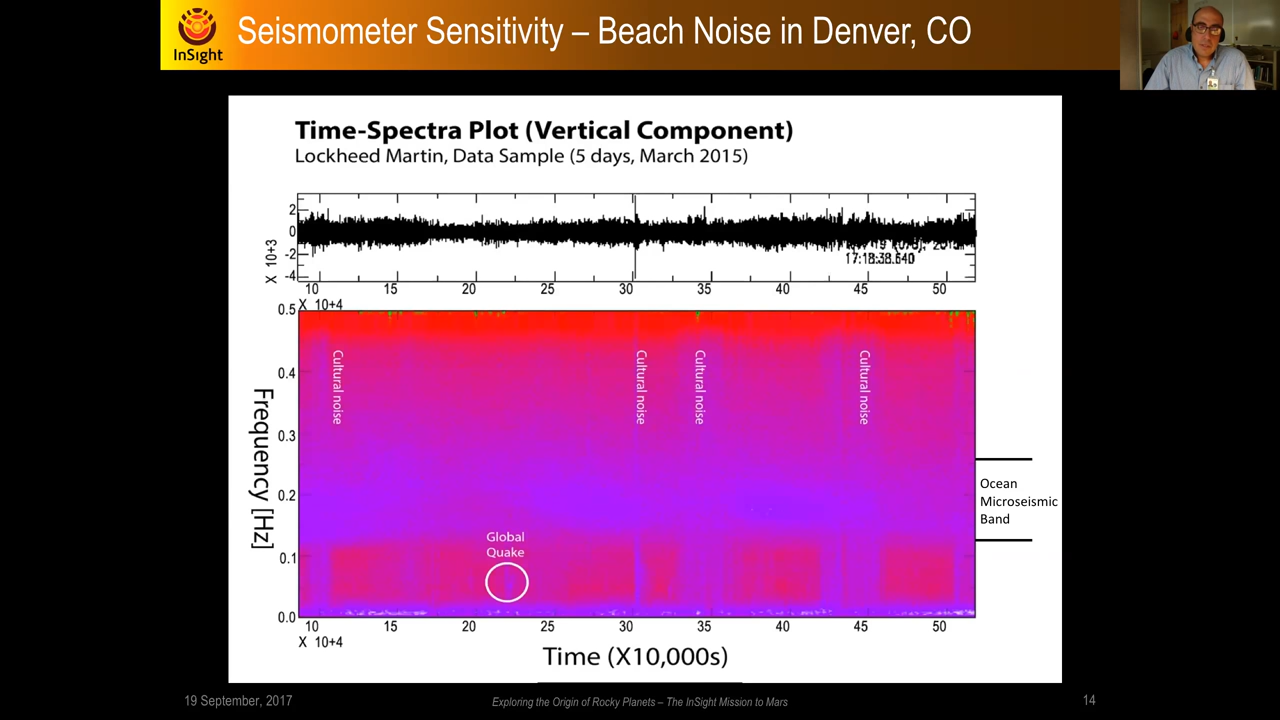 InSight
Seismometer Sensitivity – Beach Noise in Denver, CO
Time-Spectra Plot (Vertical Component)
Lockheed Martin, Data Sample (5 days, March 2015)
2
0
-2
-4
X 10+3
17:18:38.640
10 15 20 25 30 35 40 45 50
X 10+4
0.5
0.4
0.3
0.2
0.1
0.0
Frequency [Hz]
Cultural noise
Cultural noise
Cultural noise
Cultural noise
Global
Quake
Ocean
Microseismic
Band
10 15 20 25 30 35 40 45 50
X 10+4
Time (X10,000s)
19 September, 2017
Exploring the Origin of Rocky Planets – The InSight Mission to Mars
14